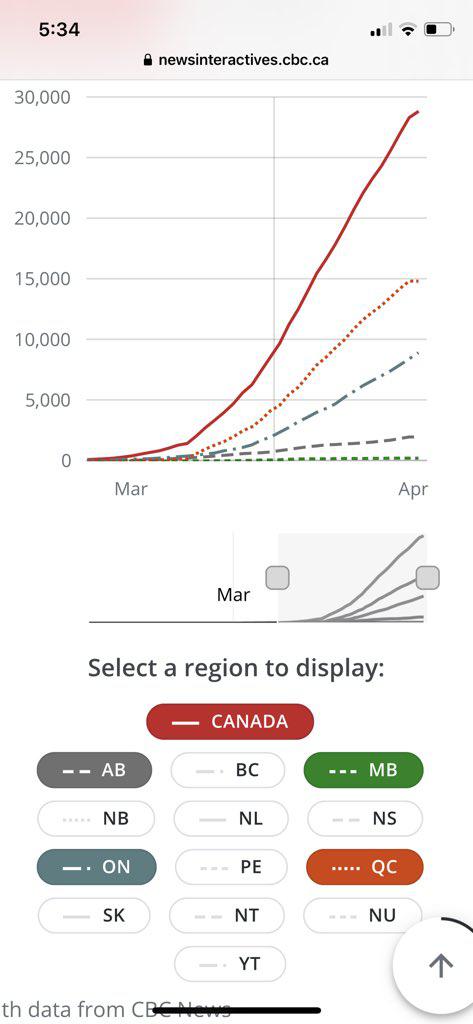 5:34
newsinteractives.cbc.ca
30,000
25,000
20,000
15,000
10,000
5,000
0
Mar Apr
Mar
Select a region to display:
CANADA
AB BC MB
NB NL NS
ON PE QC
SK NT NU
YT
th data from CBC News